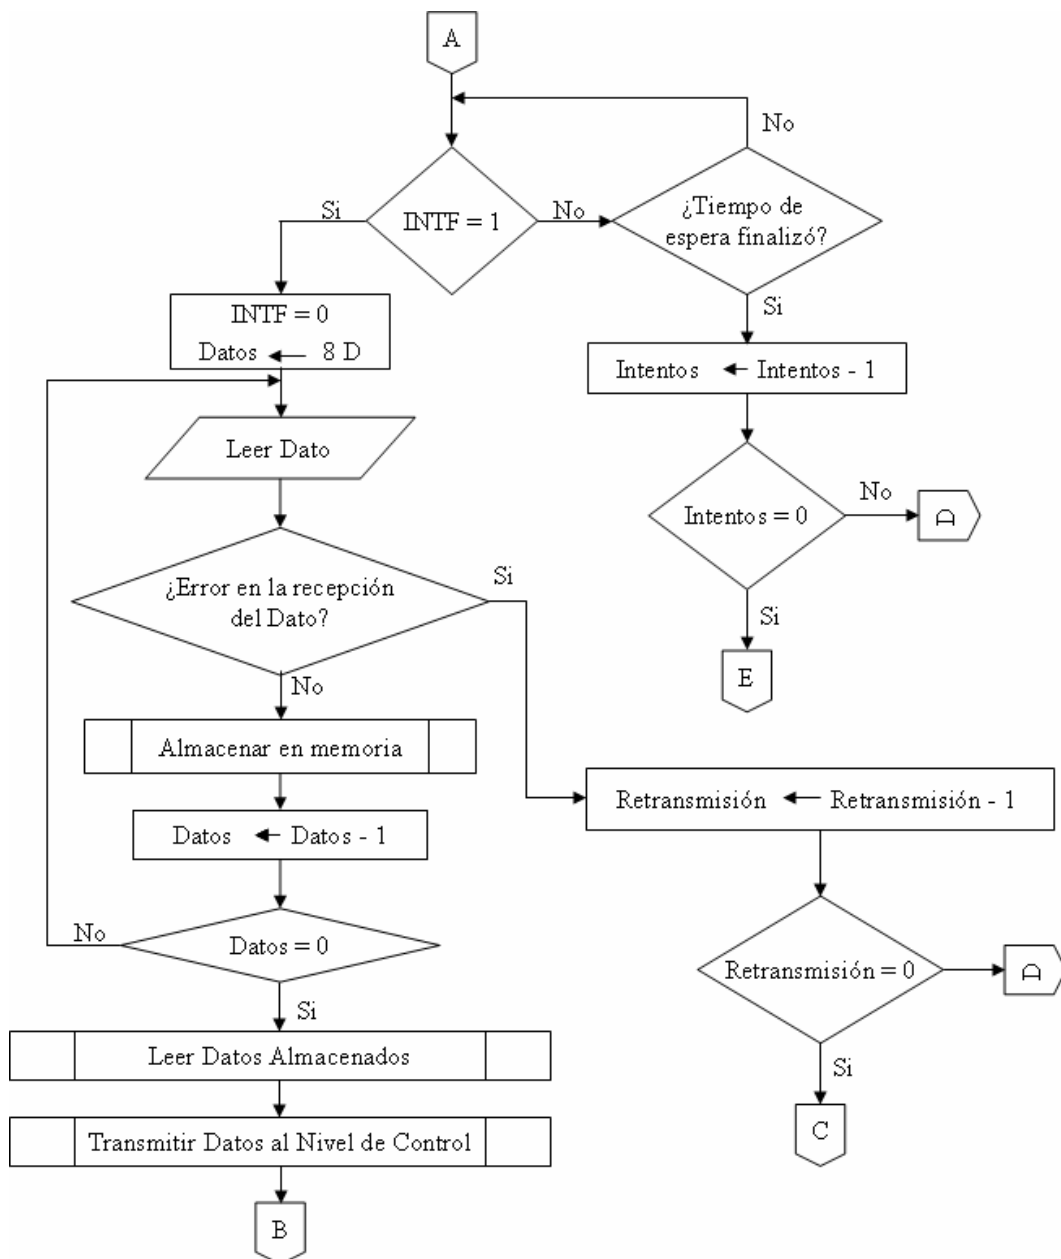 A
No
Si
INTF = 1
No
¿Tiempo de
espera finalizó?
Si
INTF = 0
Datos ← 8 D
Intentos ← Intentos - 1
Leer Dato
Intentos = 0
No
D
Si
E
¿Error en la recepción
del Dato?
Si
No
Almacenar en memoria
Retransmisión ← Retransmisión - 1
Datos ← Datos - 1
No
Datos = 0
Retransmisión = 0
D
Si
Leer Datos Almacenados
Si
C
Transmitir Datos al Nivel de Control
B